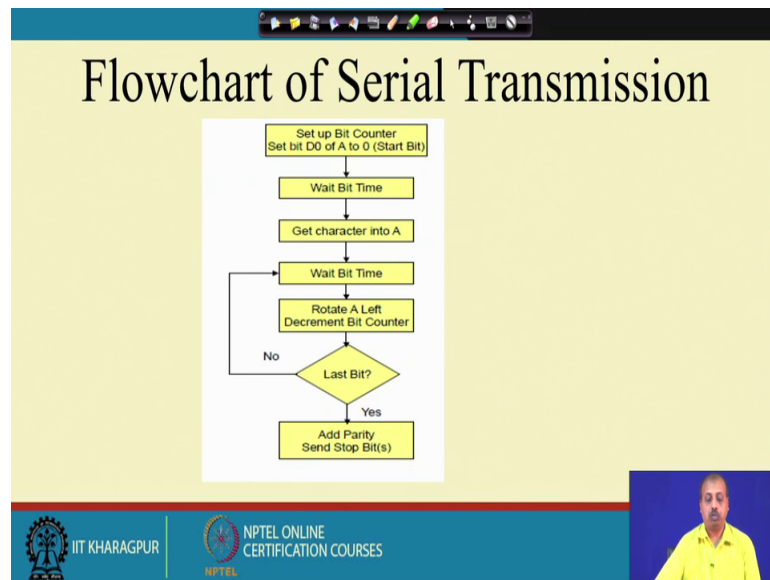 Flowchart of Serial Transmission
Set up Bit Counter
Set bit D0 of A to 0 (Start Bit)
Wait Bit Time
Get character into A
Wait Bit Time
Rotate A Left
Decrement Bit Counter
No
Last Bit?
Yes
Add Parity
Send Stop Bit(s)
IIT KHARAGPUR
NPTEL
NPTEL ONLINE
CERTIFICATION COURSES